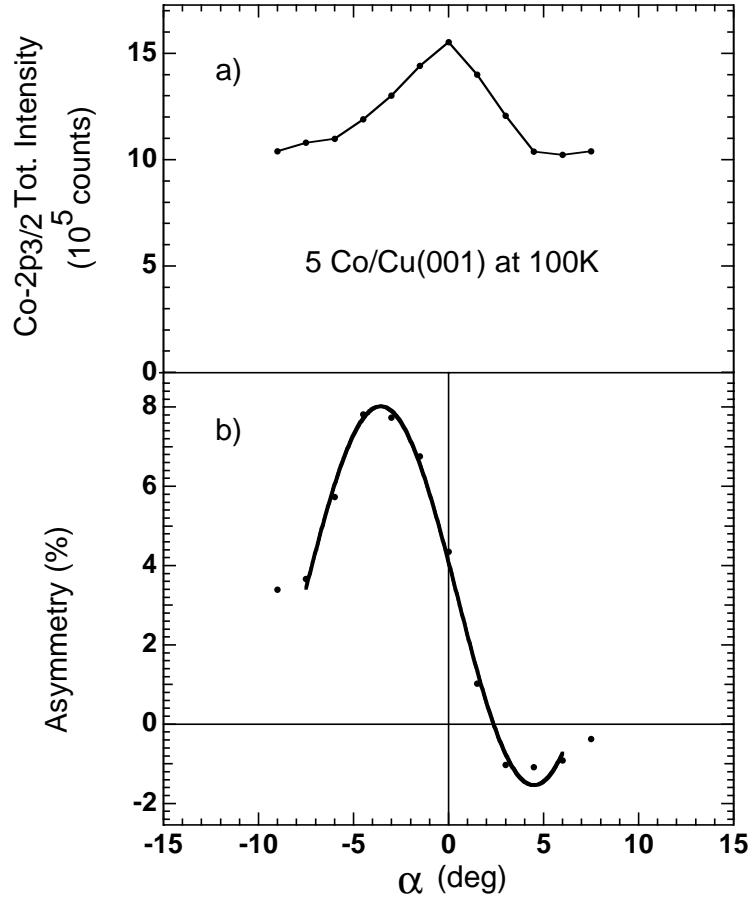 Co-2p3/2 Tot. Intensity
(10^5 counts)
15
10
5
0
a)
5 Co/Cu(001) at 100K
Asymmetry (%)
8
6
4
2
0
-2
b)
-15 -10 -5 0 5 10 15
α (deg)